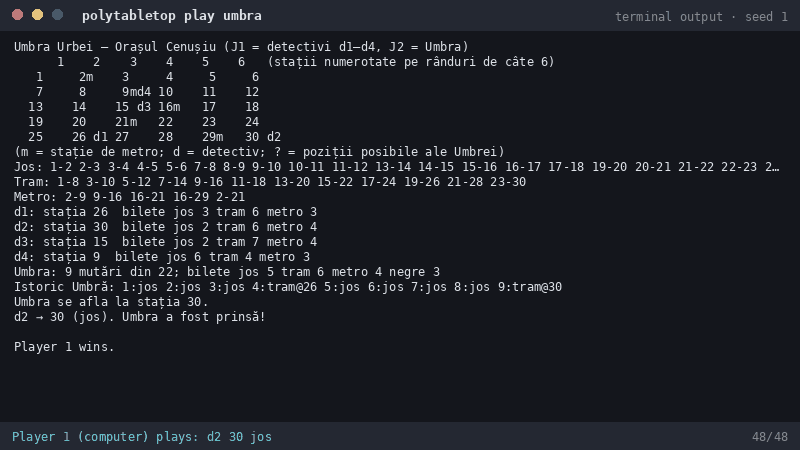 polytabletop play umbra
terminal output · seed 1
Umbra Urbei — Orașul Cenușiu (J1 = detectivi d1–d4, J2 = Umbra)
1 2 3 4 5 6 (stații numerotate pe rânduri de câte 6)
1 2m 3 4 5 6
7 8 9md4 10 11 12
13 14 15 d3 16m 17 18
19 20 21m 22 23 24
25 26 d1 27 28 29m 30 d2
(m = stație de metro; d = detectiv; ? = poziții posibile ale Umbrei)
Jos: 1-2 2-3 3-4 4-5 5-6 7-8 8-9 9-10 10-11 11-12 13-14 14-15 15-16 16-17 17-18 19-20 20-21 21-22 22-23 2…
Tram: 1-8 3-10 5-12 7-14 9-16 11-18 13-20 15-22 17-24 19-26 21-28 23-30
Metro: 2-9 9-16 16-21 16-29 2-21
d1: stația 26 bilete jos 3 tram 6 metro 3
d2: stația 30 bilete jos 2 tram 6 metro 4
d3: stația 15 bilete jos 2 tram 7 metro 4
d4: stația 9 bilete jos 6 tram 4 metro 3
Umbra: 9 mutări din 22; bilete jos 5 tram 6 metro 4 negre 3
Istoric Umbră: 1:jos 2:jos 3:jos 4:tram@26 5:jos 6:jos 7:jos 8:jos 9:tram@30
Umbra se afla la stația 30.
d2 → 30 (jos). Umbra a fost prinsă!
Player 1 wins.
Player 1 (computer) plays: d2 30 jos
48/48